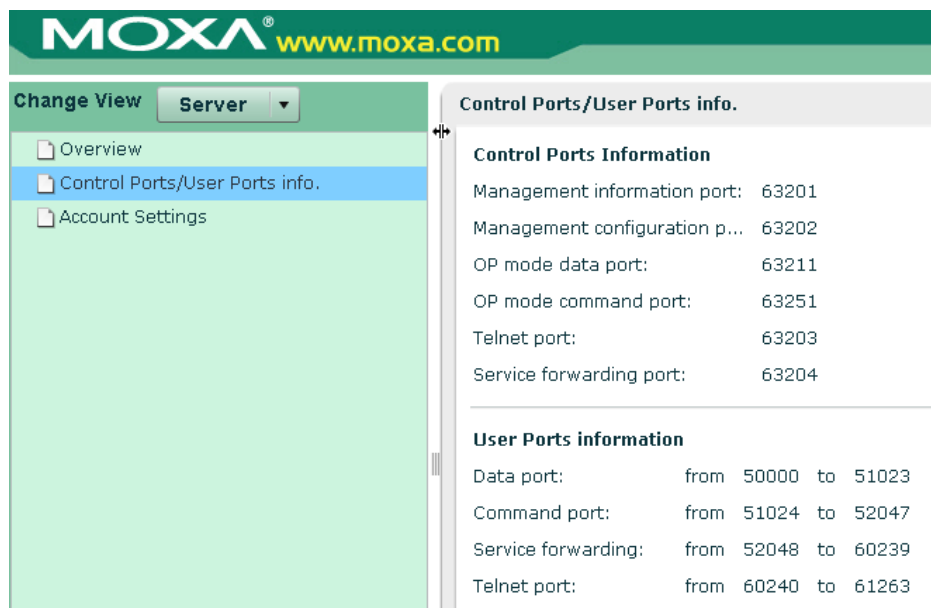 MOXA® www.moxa.com
Change View Server
Overview
Control Ports/User Ports info.
Account Settings
Control Ports/User Ports info.
Control Ports Information
Management information port: 63201
Management configuration p... 63202
OP mode data port: 63211
OP mode command port: 63251
Telnet port: 63203
Service forwarding port: 63204
User Ports information
Data port: from 50000 to 51023
Command port: from 51024 to 52047
Service forwarding: from 52048 to 60239
Telnet port: from 60240 to 61263